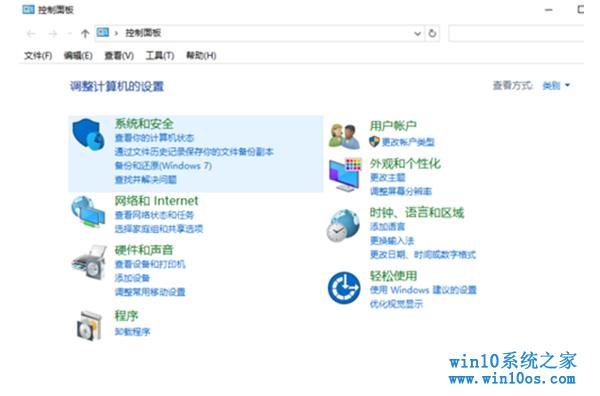 控制面板
控制面板
文件(F) 编辑(E) 查看(V) 工具(T) 帮助(H)
调整计算机的设置
查看方式: 类别
系统和安全
查看你的计算机状态
通过文件历史记录保存你的文件备份副本
备份和还原(Windows 7)
查找并解决问题
网络和 Internet
查看网络状态和任务
选择家庭组和共享选项
硬件和声音
查看设备和打印机
添加设备
调整常用移动设置
程序
卸载程序
用户帐户
更改帐户类型
外观和个性化
更改主题
调整屏幕分辨率
时钟、语言和区域
添加语言
更换输入法
更改日期、时间或数字格式
轻松使用
使用 Windows 建议的设置
优化视觉显示
win10系统之家
www.win10os.com